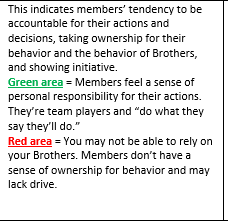 This indicates members' tendency to be
accountable for their actions and
decisions, taking ownership for their
behavior and the behavior of Brothers,
and showing initiative.
Green area = Members feel a sense of
personal responsibility for their actions.
They're team players and "do what they
say they'll do."
Red area = You may not be able to rely on
your Brothers. Members don't have a
sense of ownership for behavior and may
lack drive.